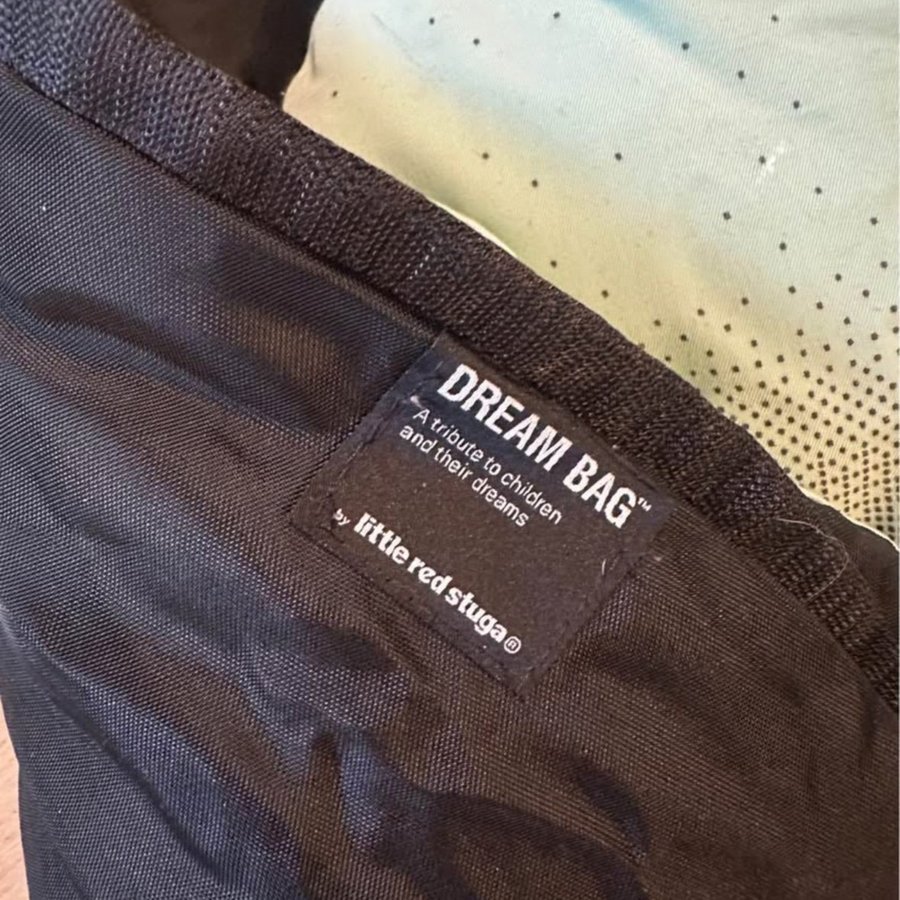 DREAM BAG™
A tribute to children
and their dreams
by little red stuga®